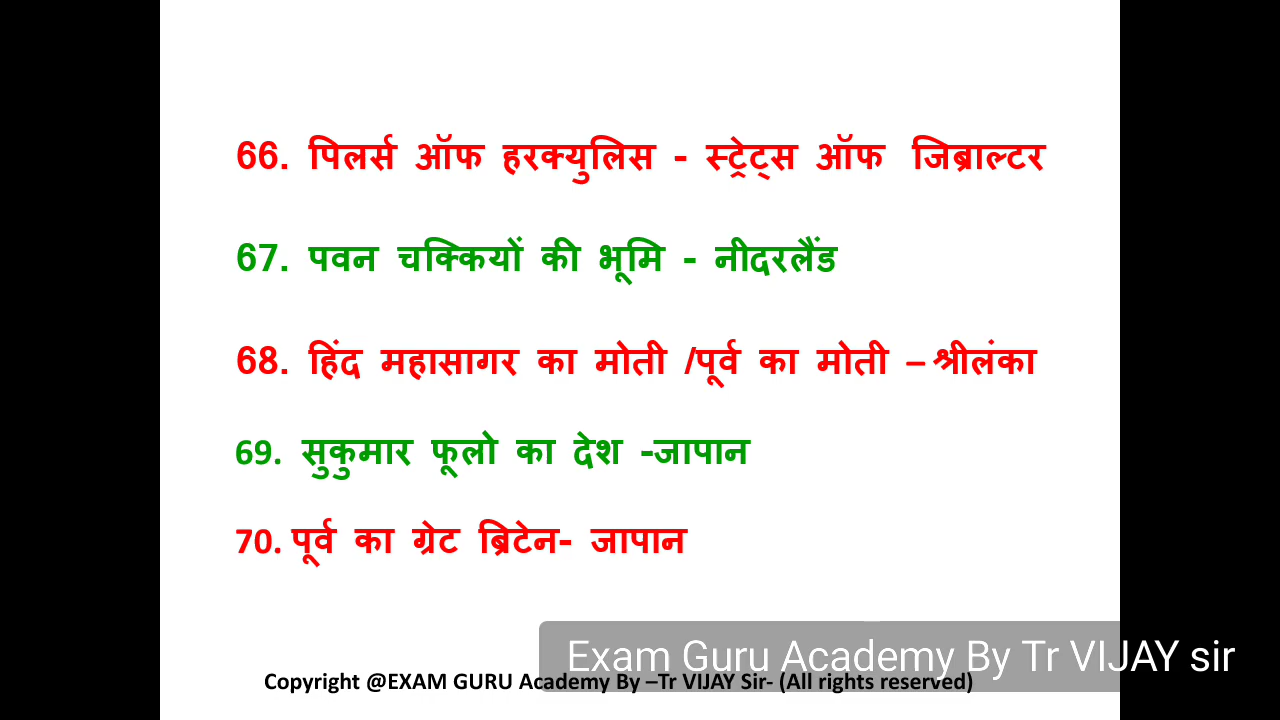 66. पिलर्स ऑफ हरक्युलिस - स्ट्रेट्स ऑफ जिब्राल्टर
67. पवन चक्कियों की भूमि - नीदरलैंड
68. हिंद महासागर का मोती /पूर्व का मोती – श्रीलंका
69. सुकुमार फूलो का देश -जापान
70. पूर्व का ग्रेट ब्रिटेन- जापान
Exam Guru Academy By Tr VIJAY sir
Copyright @EXAM GURU Academy By –Tr VIJAY Sir- (All rights reserved)